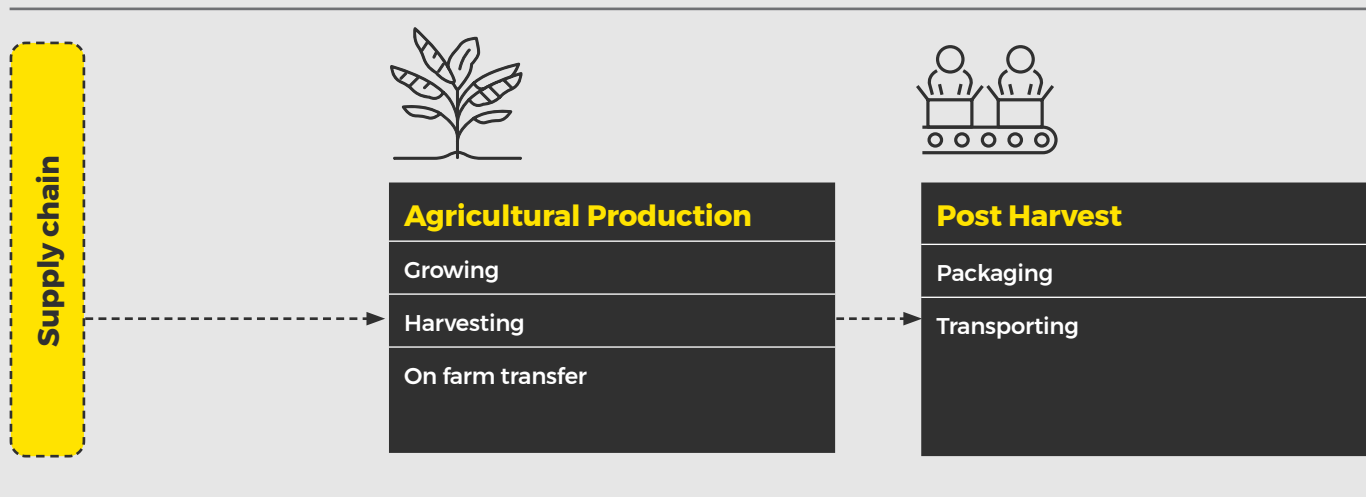 Supply chain
Agricultural Production
Growing
Harvesting
On farm transfer
Post Harvest
Packaging
Transporting